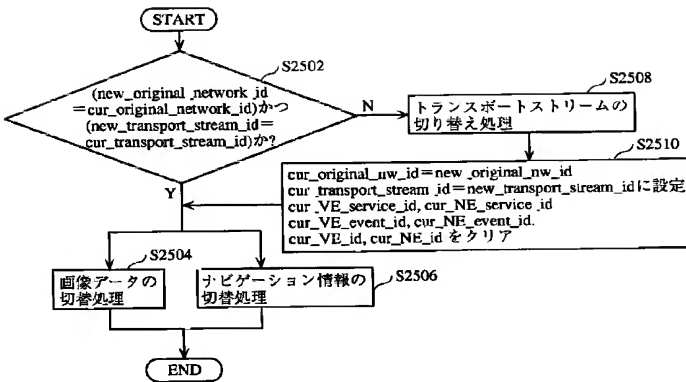 START
S2502
(new_original_network_id
=cur_original_network_id)かつ
(new_transport_stream_id=
cur_transport_stream_id)か?
N
Y
S2508
トランスポートストリームの
切り替え処理
S2510
cur_original_nw_id=new_original_nw_id
cur_transport_stream_id=new_transport_stream_idに設定
cur_VE_service_id, cur_NE_service_id
cur_VE_event_id, cur_NE_event_id.
cur_VE_id, cur_NE_id をクリア
S2504
画像データの
切替処理
ナビゲーション情報の
切替処理
S2506
END